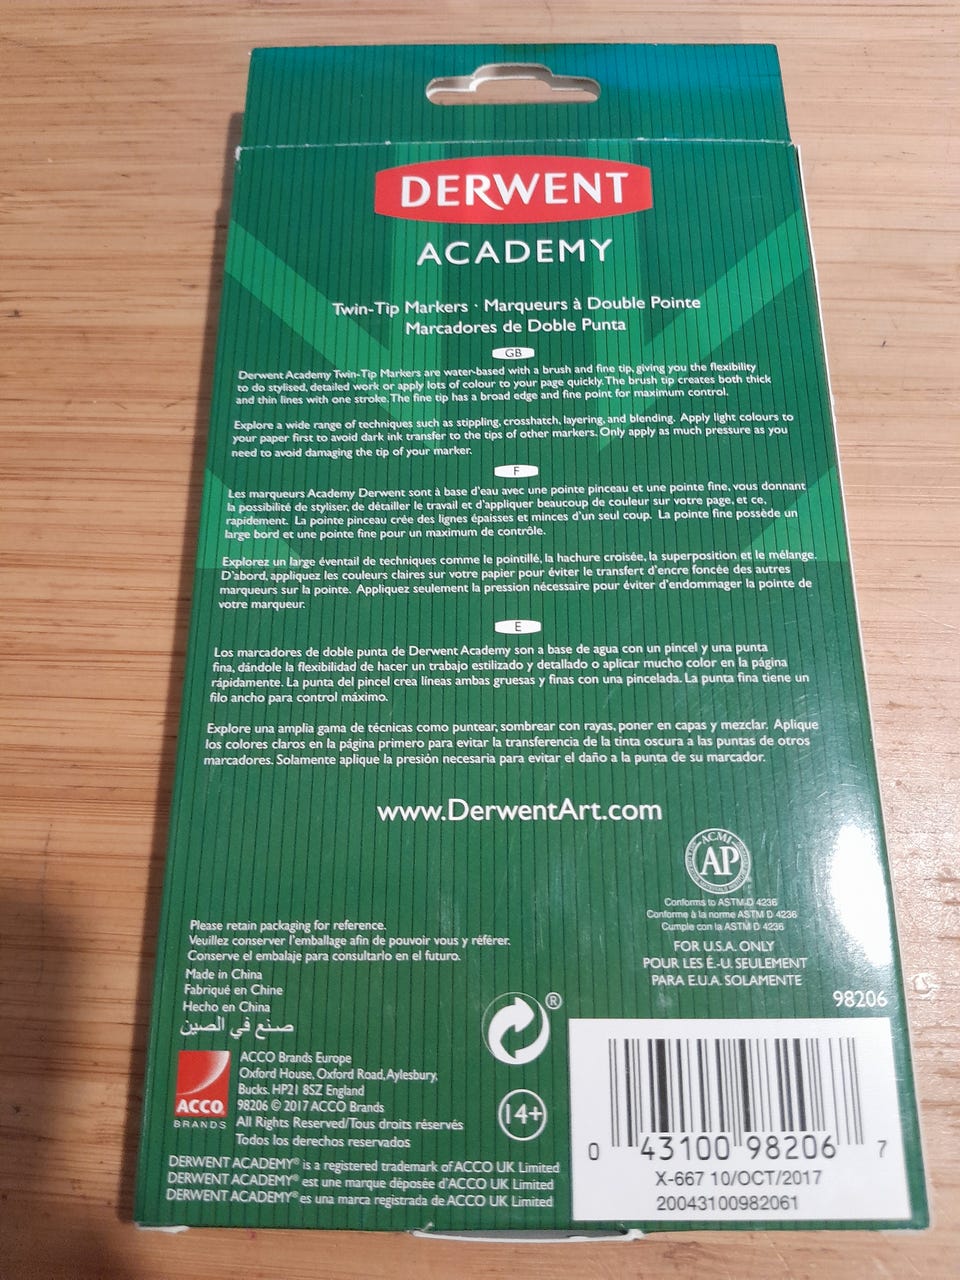 DERWENT
ACADEMY
Twin-Tip Markers · Marqueurs à Double Pointe
Marcadores de Doble Punta
GB
Derwent Academy Twin-Tip Markers are water-based with a brush and fine tip, giving you the flexibility
to do stylised, detailed work or apply lots of colour to your page quickly. The brush tip creates both thick
and thin lines with one stroke. The fine tip has a broad edge and fine point for maximum control.
Explore a wide range of techniques such as stippling, crosshatch, layering, and blending. Apply light colours to
your paper first to avoid dark ink transfer to the tips of other markers. Only apply as much pressure as you
need to avoid damaging the tip of your marker.
F
Les marqueurs Academy Derwent sont à base d'eau avec une pointe pinceau et une pointe fine, vous donnant
la possibilité de styliser, de détailler le travail et d'appliquer beaucoup de couleur sur votre page, et ce,
rapidement. La pointe pinceau crée des lignes épaisses et minces d'un seul coup. La pointe fine possède un
large bord et une pointe fine pour un maximum de contrôle.
Explorez un large éventail de techniques comme le pointillé, la hachure croisée, la superposition et le mélange.
D'abord, appliquez les couleurs claires sur votre papier pour éviter le transfert d'encre foncée des autres
marqueurs sur la pointe. Appliquez seulement la pression nécessaire pour éviter d'endommager la pointe de
votre marqueur.
E
Los marcadores de doble punta de Derwent Academy son a base de agua con un pincel y una punta
fina, dándole la flexibilidad de hacer un trabajo estilizado y detallado o aplicar mucho color en la página
rápidamente. La punta del pincel crea líneas ambas gruesas y finas con una pincelada. La punta fina tiene un
filo ancho para control máximo.
Explore una amplia gama de técnicas como puntear, sombrear con rayas, poner en capas y mezclar. Aplique
los colores claros en la página primero para evitar la transferencia de la tinta oscura a las puntas de otros
marcadores. Solamente aplique la presión necesaria para evitar el daño a la punta de su marcador.
www.DerwentArt.com
ACMI
AP
Conforms to ASTM D 4236
Conforme à la norme ASTM D 4236
Cumple con la ASTM D 4236
FOR U.S.A. ONLY
POUR LES É.-U. SEULEMENT
PARA E.U.A. SOLAMENTE
98206
Please retain packaging for reference.
Veuillez conserver l'emballage afin de pouvoir vous y référer.
Conserve el embalaje para consultarlo en el futuro.
Made in China
Fabriqué en Chine
Hecho en China
صنع في الصين
®
ACCO
BRANDS
ACCO Brands Europe
Oxford House, Oxford Road, Aylesbury,
Bucks. HP21 8SZ England
98206 © 2017 ACCO Brands
All Rights Reserved/Tous droits réservés
Todos los derechos reservados
14+
DERWENT ACADEMY® is a registered trademark of ACCO UK Limited
DERWENT ACADEMY® est une marque déposée d'ACCO UK Limited
DERWENT ACADEMY® es una marca registrada de ACCO UK Limited
0 43100 98206 7
X-667 10/OCT/2017
20043100982061